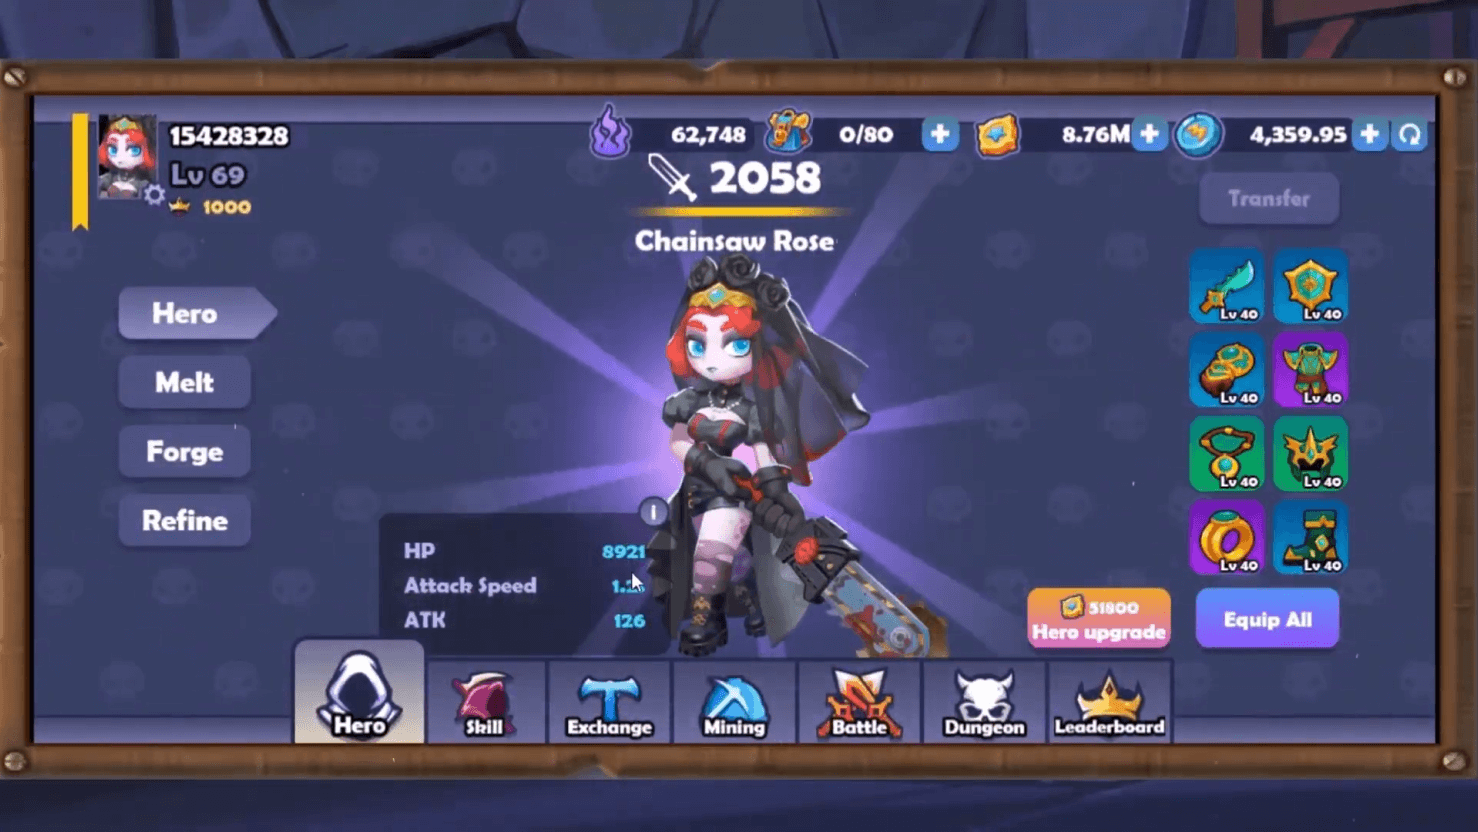 15428328
Lv 69
1000
62,748
0/80
8.76M
4,359.95
2058
Chainsaw Rose
Transfer
Hero
Melt
Forge
Refine
Lv 40
Lv 40
Lv 40
Lv 40
Lv 40
Lv 40
Lv 40
Lv 40
i
HP 8921
Attack Speed
ATK 126
51800
Hero upgrade
Equip All
Hero
Skill
Exchange
Mining
Battle
Dungeon
Leaderboard